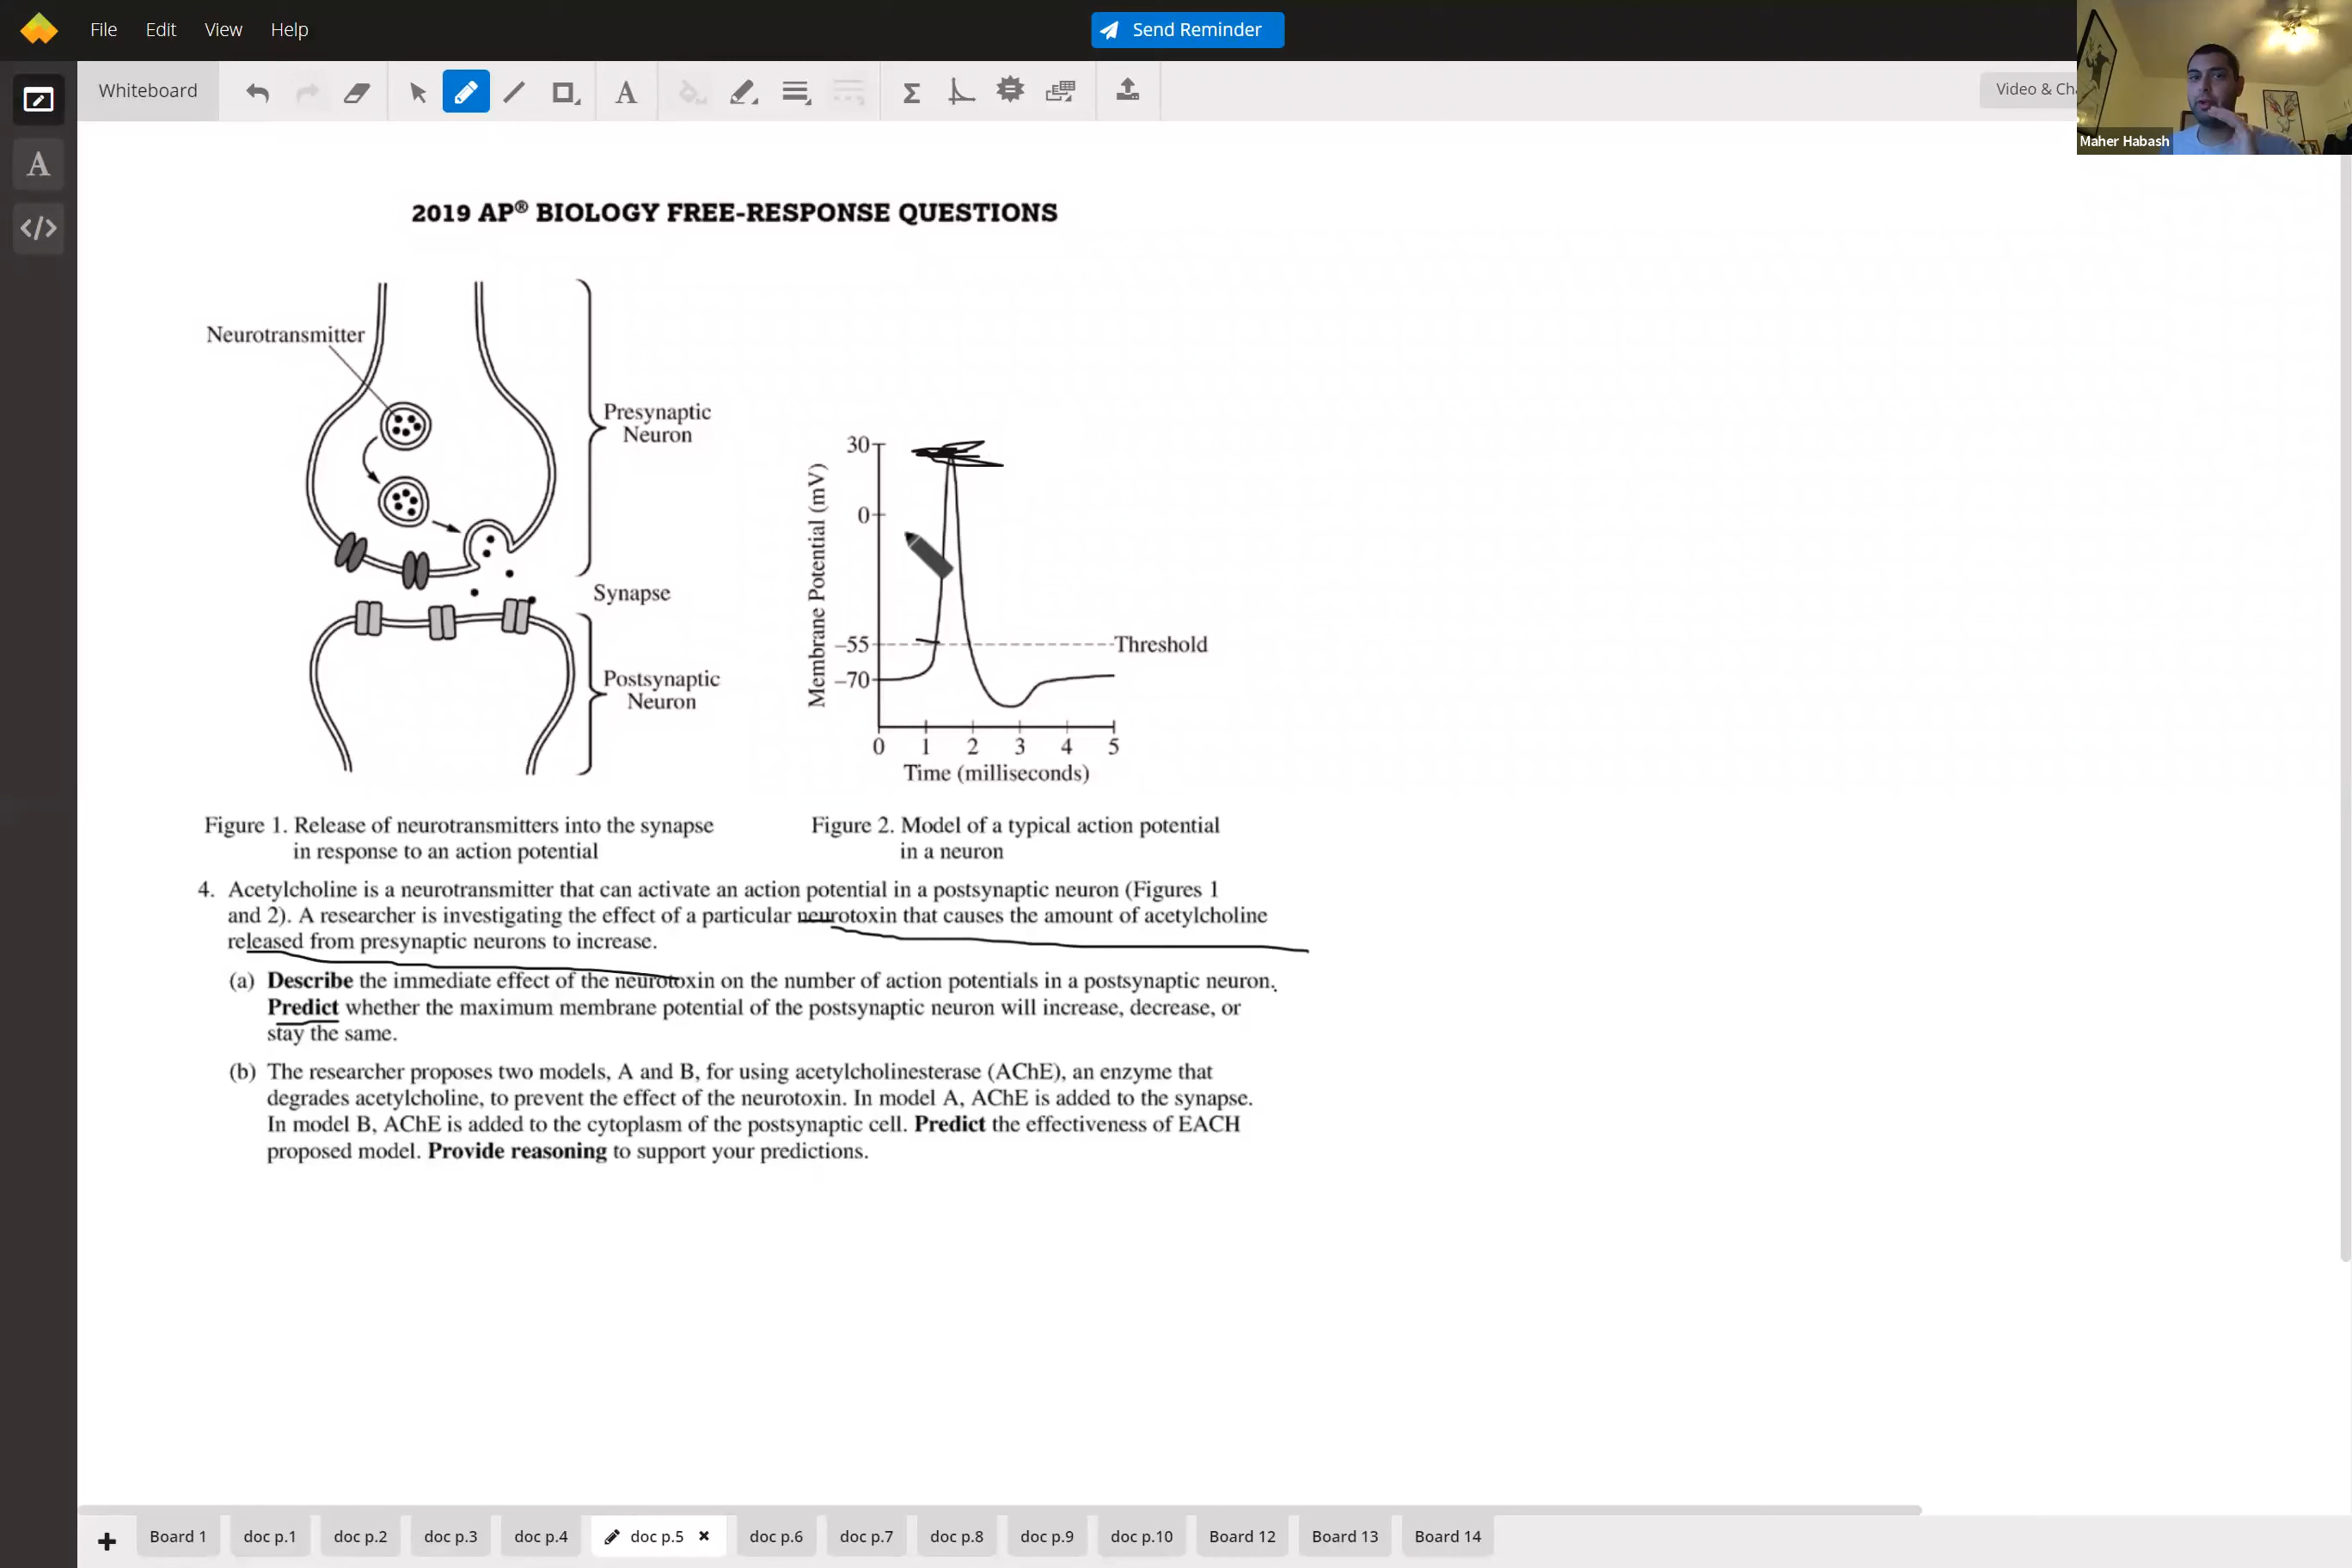 File Edit View Help
Send Reminder
Whiteboard
A
Σ
Video & Cha
Maher Habash
A
</>
2019 AP® BIOLOGY FREE-RESPONSE QUESTIONS
Neurotransmitter
Presynaptic
Neuron
Synapse
Postsynaptic
Neuron
Membrane Potential (mV)
30
0
–55
–70
Threshold
0 1 2 3 4 5
Time (milliseconds)
Figure 1. Release of neurotransmitters into the synapse
in response to an action potential
Figure 2. Model of a typical action potential
in a neuron
4. Acetylcholine is a neurotransmitter that can activate an action potential in a postsynaptic neuron (Figures 1
and 2). A researcher is investigating the effect of a particular neurotoxin that causes the amount of acetylcholine
released from presynaptic neurons to increase.
(a) Describe the immediate effect of the neurotoxin on the number of action potentials in a postsynaptic neuron.
Predict whether the maximum membrane potential of the postsynaptic neuron will increase, decrease, or
stay the same.
(b) The researcher proposes two models, A and B, for using acetylcholinesterase (AChE), an enzyme that
degrades acetylcholine, to prevent the effect of the neurotoxin. In model A, AChE is added to the synapse.
In model B, AChE is added to the cytoplasm of the postsynaptic cell. Predict the effectiveness of EACH
proposed model. Provide reasoning to support your predictions.
+ Board 1 doc p.1 doc p.2 doc p.3 doc p.4 doc p.5 × doc p.6 doc p.7 doc p.8 doc p.9 doc p.10 Board 12 Board 13 Board 14